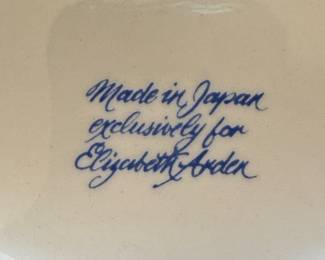 Made in Japan
exclusively for
Elizabeth Arden